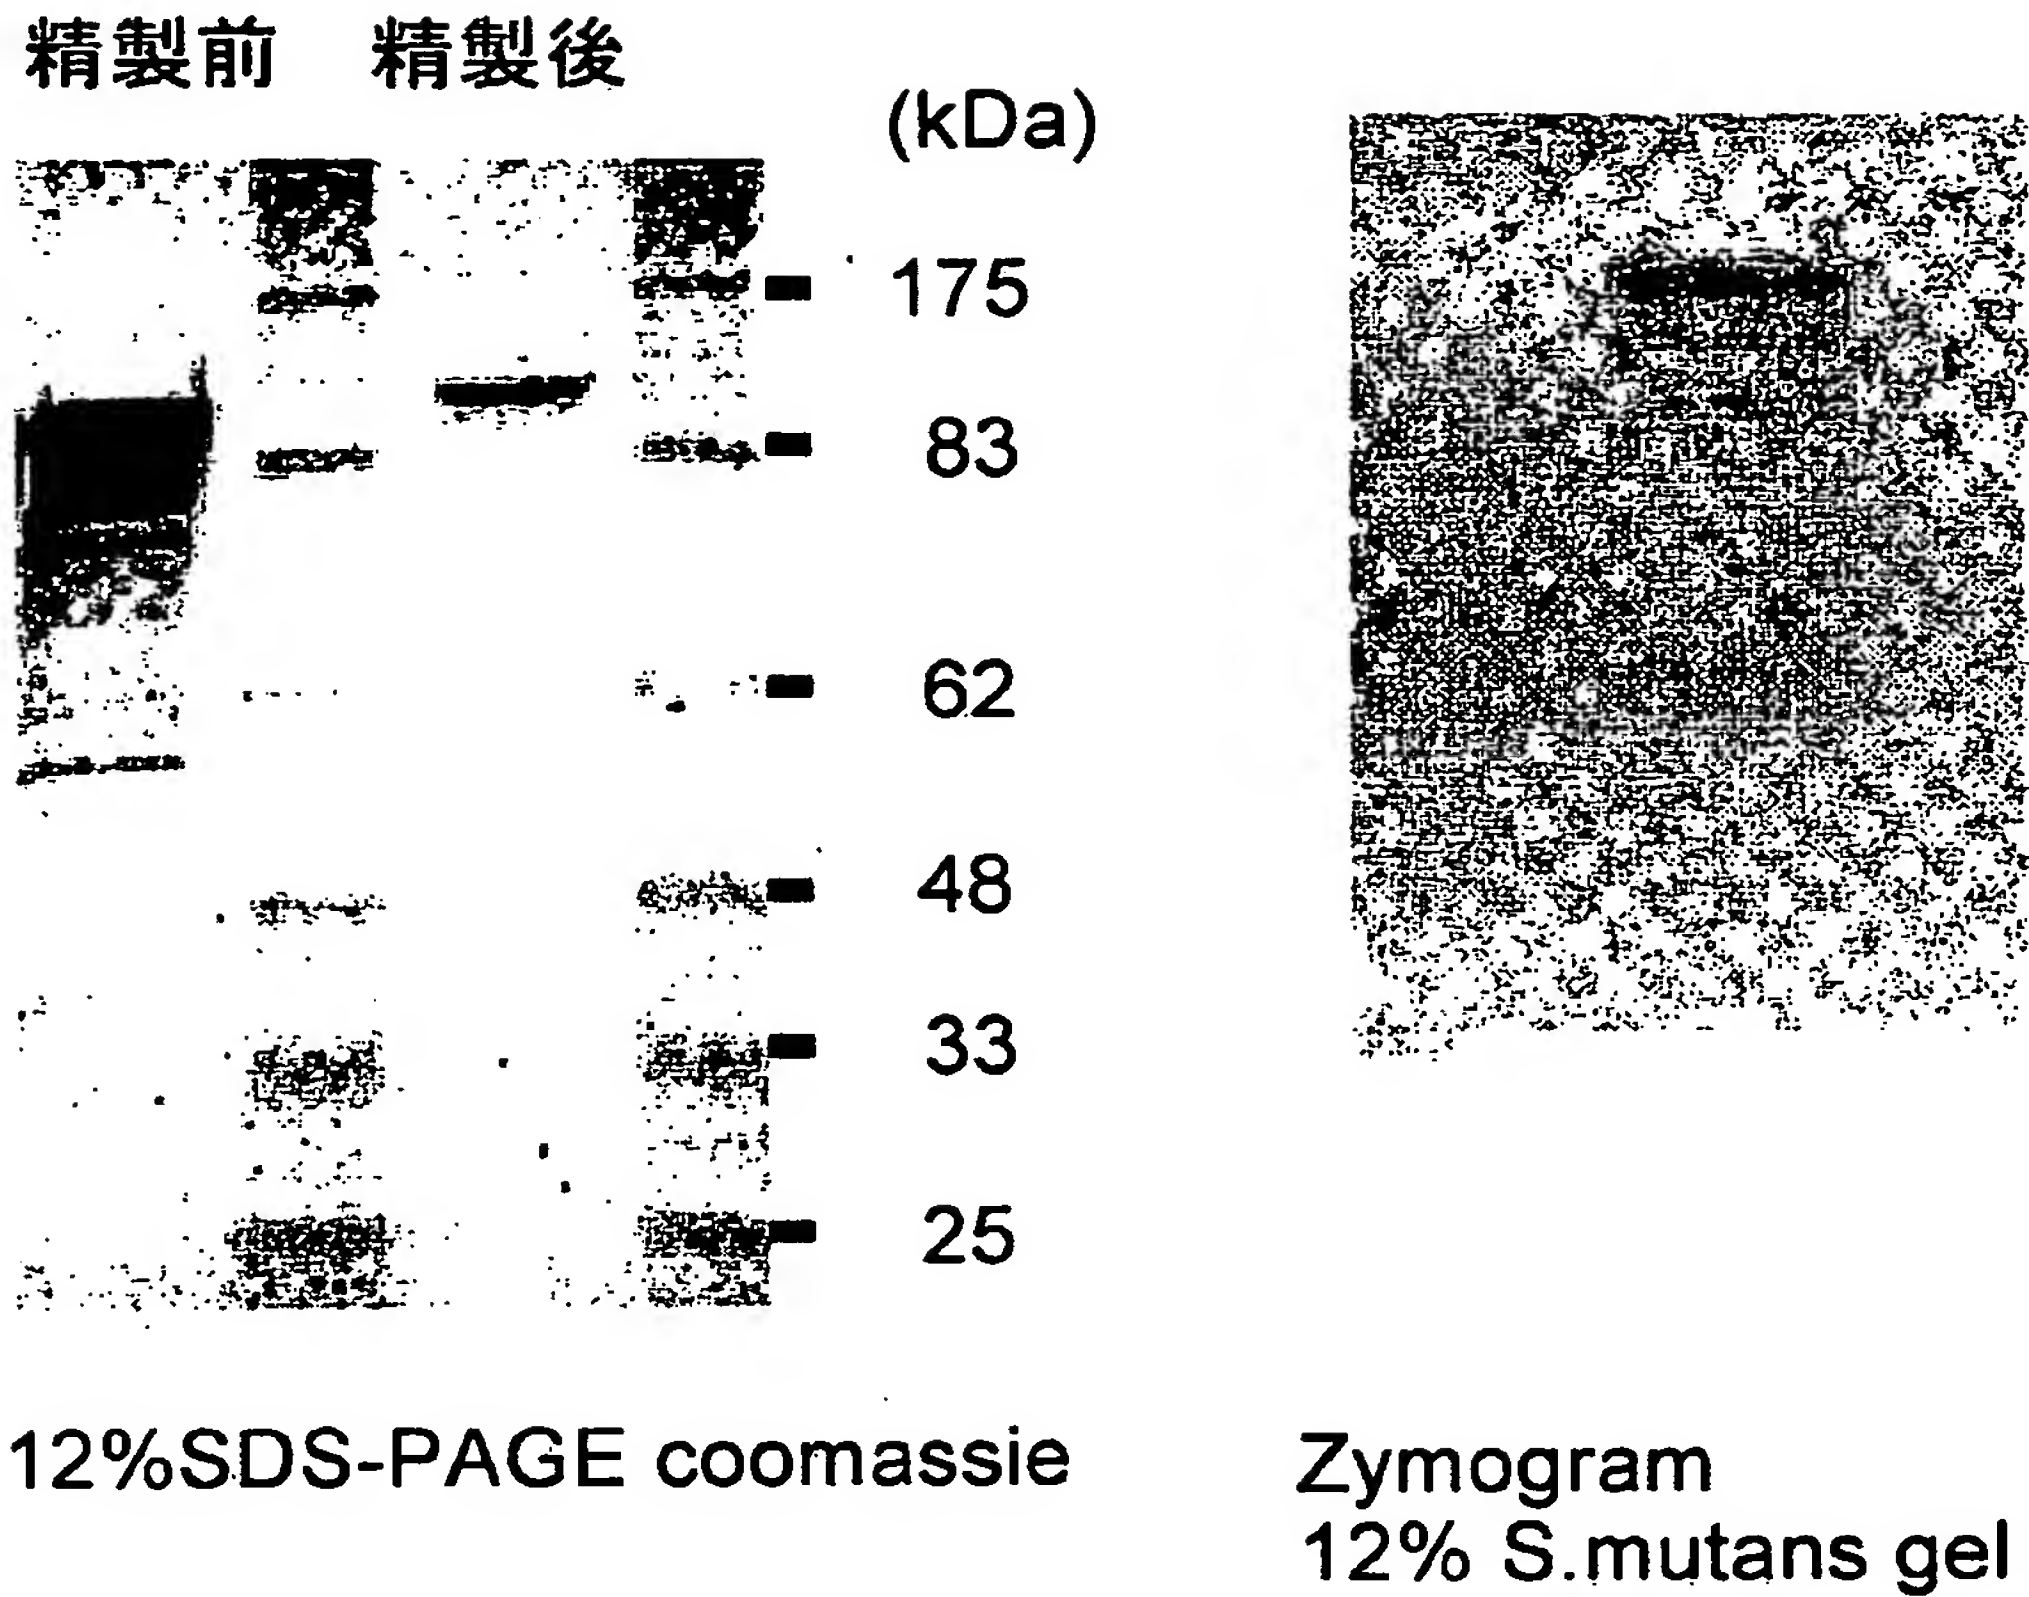 精製前 精製後
(kDa)
175
83
62
48
33
25
12%SDS-PAGE coomassie
Zymogram
12% S.mutans gel